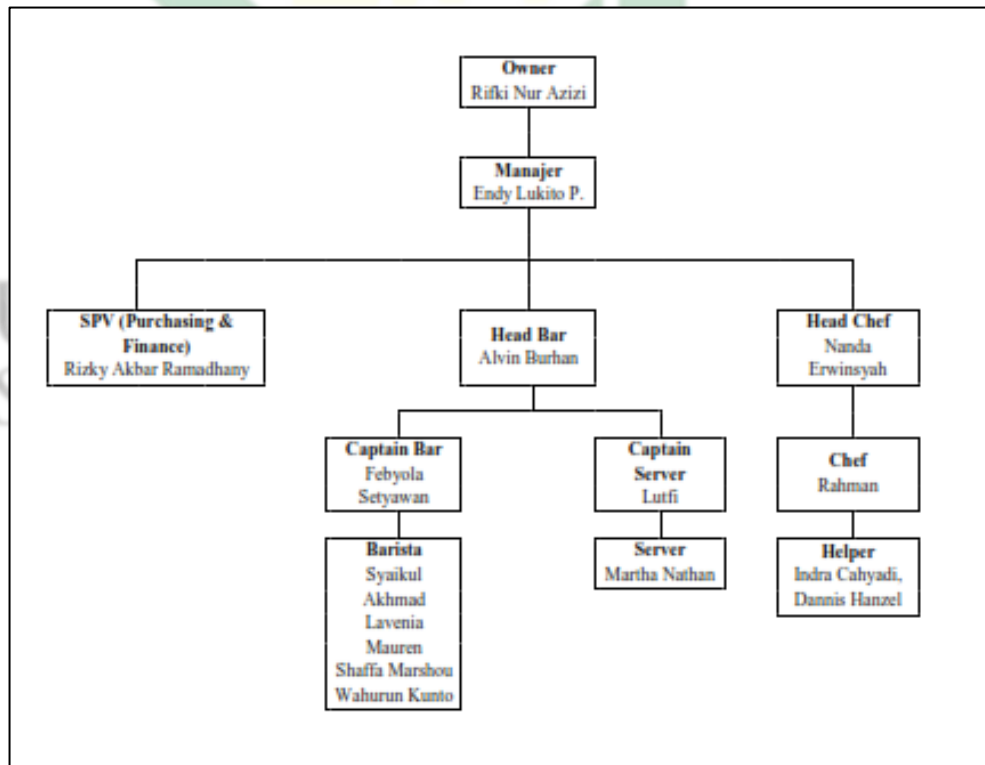 Owner
Rifki Nur Azizi
Manajer
Endy Lukito P.
SPV (Purchasing &
Finance)
Rizky Akbar Ramadhany
Head Bar
Alvin Burhan
Head Chef
Nanda
Erwinsyah
Captain Bar
Febyola
Setyawan
Captain
Server
Lutfi
Chef
Rahman
Barista
Syaikul
Akhmad
Lavenia
Mauren
Shaffa Marshou
Wahurun Kunto
Server
Martha Nathan
Helper
Indra Cahyadi,
Dannis Hanzel